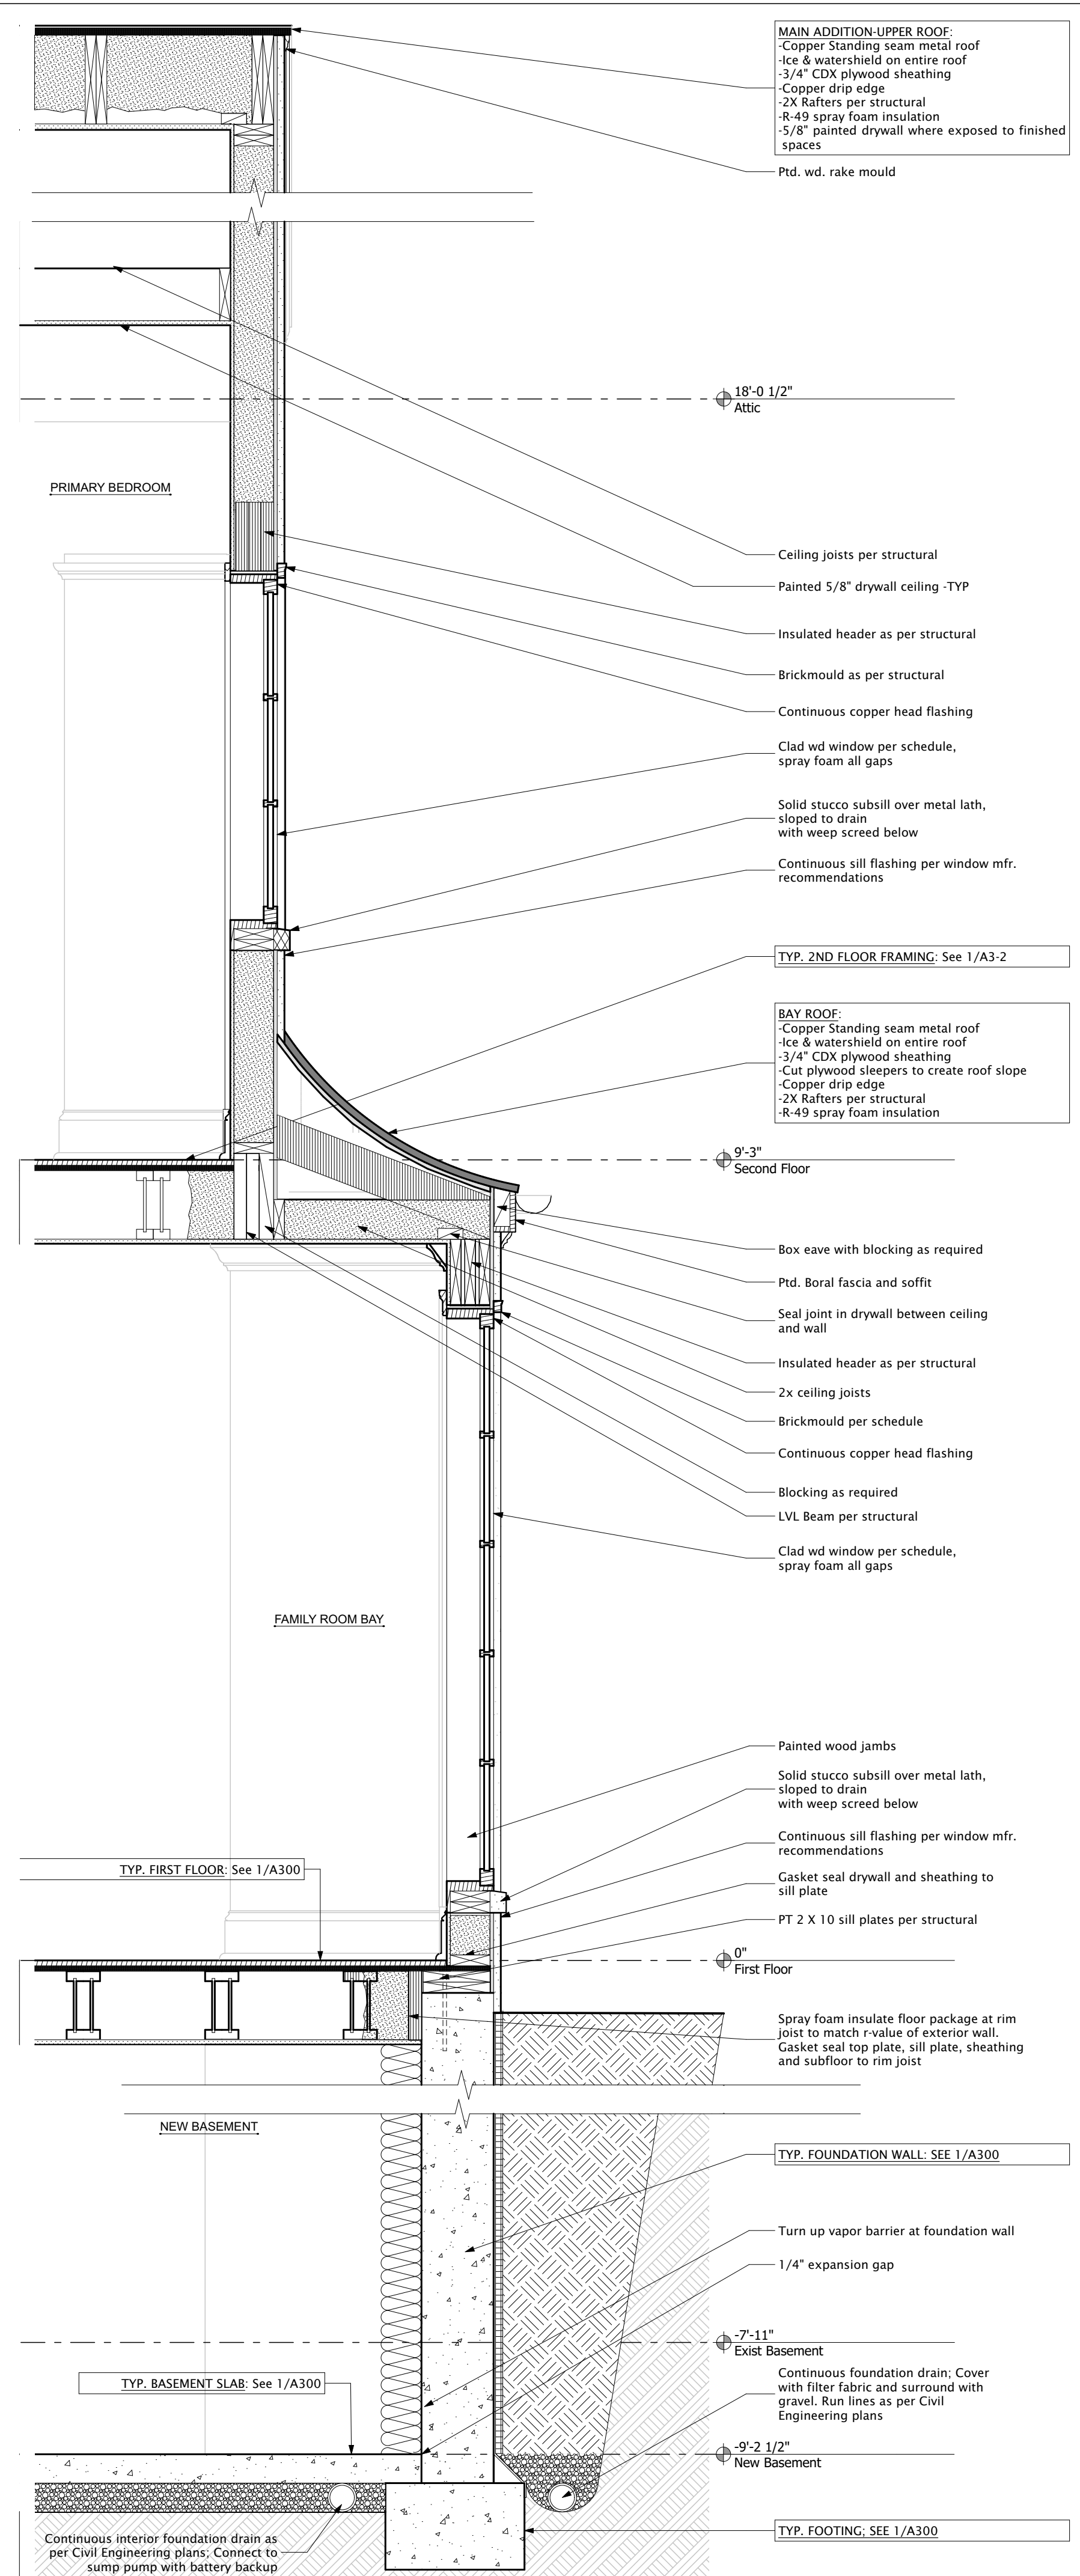 MAIN ADDITION-UPPER ROOF:
-Copper Standing seam metal roof
-Ice & watershield on entire roof
-3/4" CDX plywood sheathing
-Copper drip edge
-2X Rafters per structural
-R-49 spray foam insulation
-5/8" painted drywall where exposed to finished
spaces
Ptd. wd. rake mould
18'-0 1/2"
Attic
PRIMARY BEDROOM
Ceiling joists per structural
Painted 5/8" drywall ceiling -TYP
Insulated header as per structural
Brickmould as per structural
Continuous copper head flashing
Clad wd window per schedule,
spray foam all gaps
Solid stucco subsill over metal lath,
sloped to drain
with weep screed below
Continuous sill flashing per window mfr.
recommendations
TYP. 2ND FLOOR FRAMING: See 1/A3-2
BAY ROOF:
-Copper Standing seam metal roof
-Ice & watershield on entire roof
-3/4" CDX plywood sheathing
-Cut plywood sleepers to create roof slope
-Copper drip edge
-2X Rafters per structural
-R-49 spray foam insulation
9'-3"
Second Floor
Box eave with blocking as required
Ptd. Boral fascia and soffit
Seal joint in drywall between ceiling
and wall
Insulated header as per structural
2x ceiling joists
Brickmould per schedule
Continuous copper head flashing
Blocking as required
LVL Beam per structural
Clad wd window per schedule,
spray foam all gaps
FAMILY ROOM BAY
Painted wood jambs
Solid stucco subsill over metal lath,
sloped to drain
with weep screed below
Continuous sill flashing per window mfr.
recommendations
TYP. FIRST FLOOR: See 1/A300
Gasket seal drywall and sheathing to
sill plate
PT 2 X 10 sill plates per structural
0"
First Floor
Spray foam insulate floor package at rim
joist to match r-value of exterior wall.
Gasket seal top plate, sill plate, sheathing
and subfloor to rim joist
NEW BASEMENT
TYP. FOUNDATION WALL: SEE 1/A300
Turn up vapor barrier at foundation wall
1/4" expansion gap
-7'-11"
Exist Basement
TYP. BASEMENT SLAB: See 1/A300
Continuous foundation drain; Cover
with filter fabric and surround with
gravel. Run lines as per Civil
Engineering plans
-9'-2 1/2"
New Basement
TYP. FOOTING; SEE 1/A300
Continuous interior foundation drain as
per Civil Engineering plans; Connect to
sump pump with battery backup